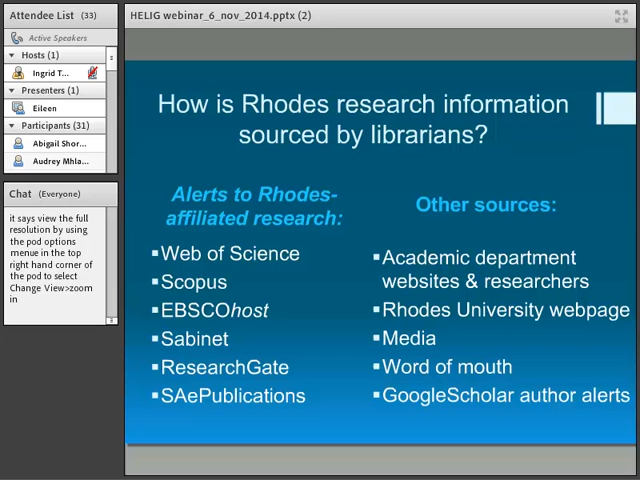 Attendee List (33)
Active Speakers
Hosts (1)
Ingrid T...
Presenters (1)
Eileen
Participants (31)
Abigail Shor...
Audrey Mhla...
Chat (Everyone)
it says view the full
resolution by using
the pod options
menue in the top
right hand corner of
the pod to select
Change View>zoom
in
HELIG webinar_6_nov_2014.pptx (2)
How is Rhodes research information
sourced by librarians?
Alerts to Rhodes-
affiliated research:
▪Web of Science
▪Scopus
▪EBSCOhost
▪Sabinet
▪ResearchGate
▪SAePublications
Other sources:
▪Academic department
websites & researchers
▪Rhodes University webpage
▪Media
▪Word of mouth
▪GoogleScholar author alerts